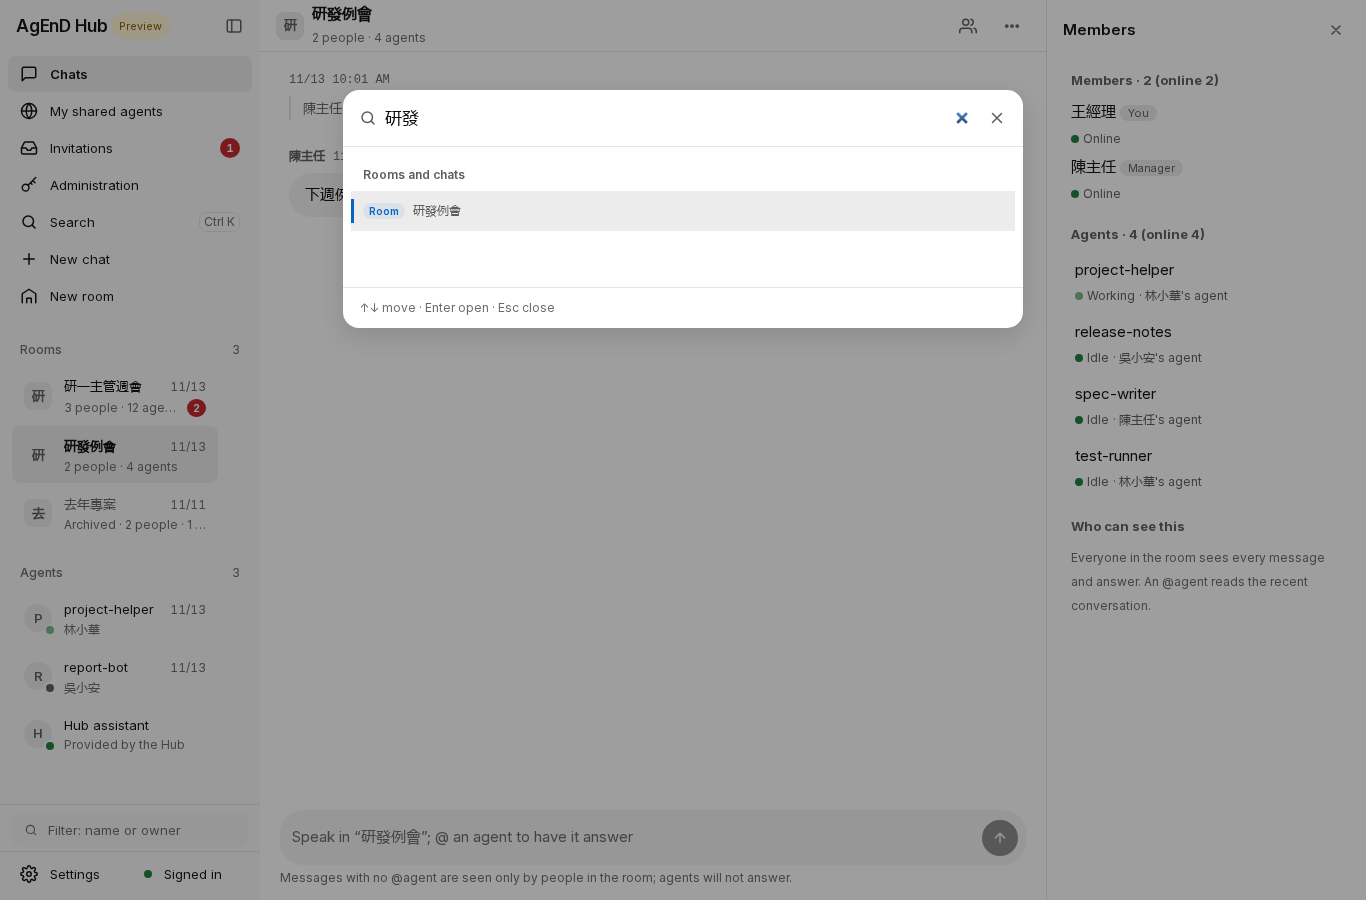 AgEnD Hub Preview
Chats
My shared agents
Invitations 1
Administration
Search Ctrl K
New chat
New room
Rooms 3
研 研一主管週會 11/13
3 people · 12 age… 2
研 研發例會 11/13
2 people · 4 agents
去 去年專案 11/11
Archived · 2 people · 1 …
Agents 3
P project-helper 11/13
林小華
R report-bot 11/13
吳小安
H Hub assistant
Provided by the Hub
Filter: name or owner
Settings Signed in
研 研發例會
2 people · 4 agents
11/13 10:01 AM
陳主任
陳主任
研發
Rooms and chats
Room 研發例會
↑↓ move · Enter open · Esc close
Speak in “研發例會”; @ an agent to have it answer
Messages with no @agent are seen only by people in the room; agents will not answer.
Members
Members · 2 (online 2)
王經理 You
Online
陳主任 Manager
Online
Agents · 4 (online 4)
project-helper
Working · 林小華's agent
release-notes
Idle · 吳小安's agent
spec-writer
Idle · 陳主任's agent
test-runner
Idle · 林小華's agent
Who can see this
Everyone in the room sees every message
and answer. An @agent reads the recent
conversation.